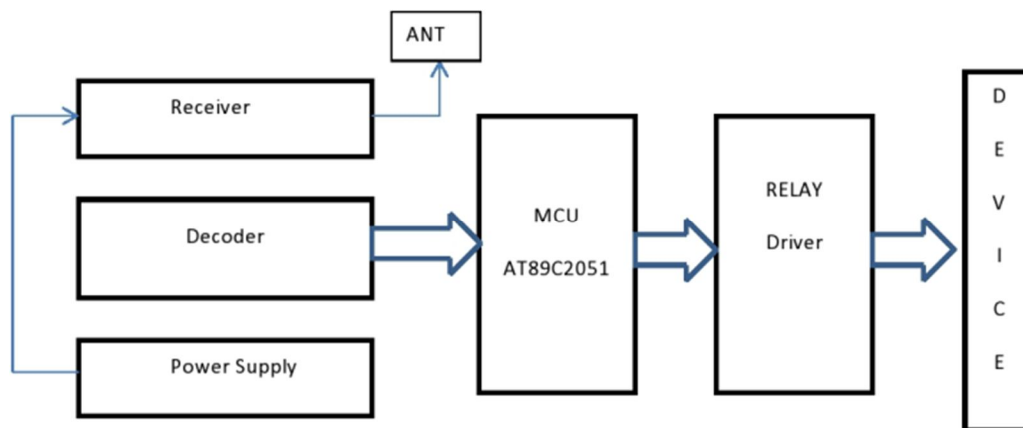 ANT
Receiver
Decoder
Power Supply
MCU
AT89C2051
RELAY
Driver
D
E
V
I
C
E